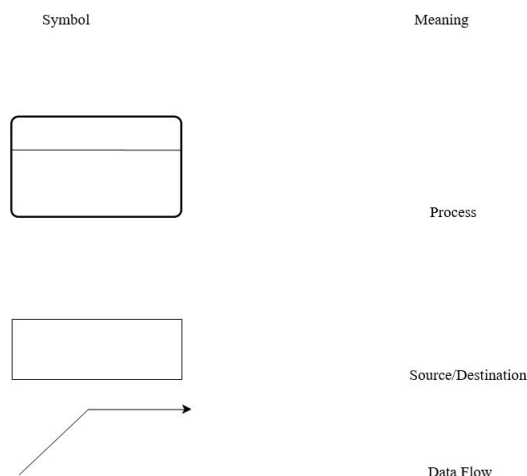 Symbol Meaning
Process
Source/Destination
Data Flow